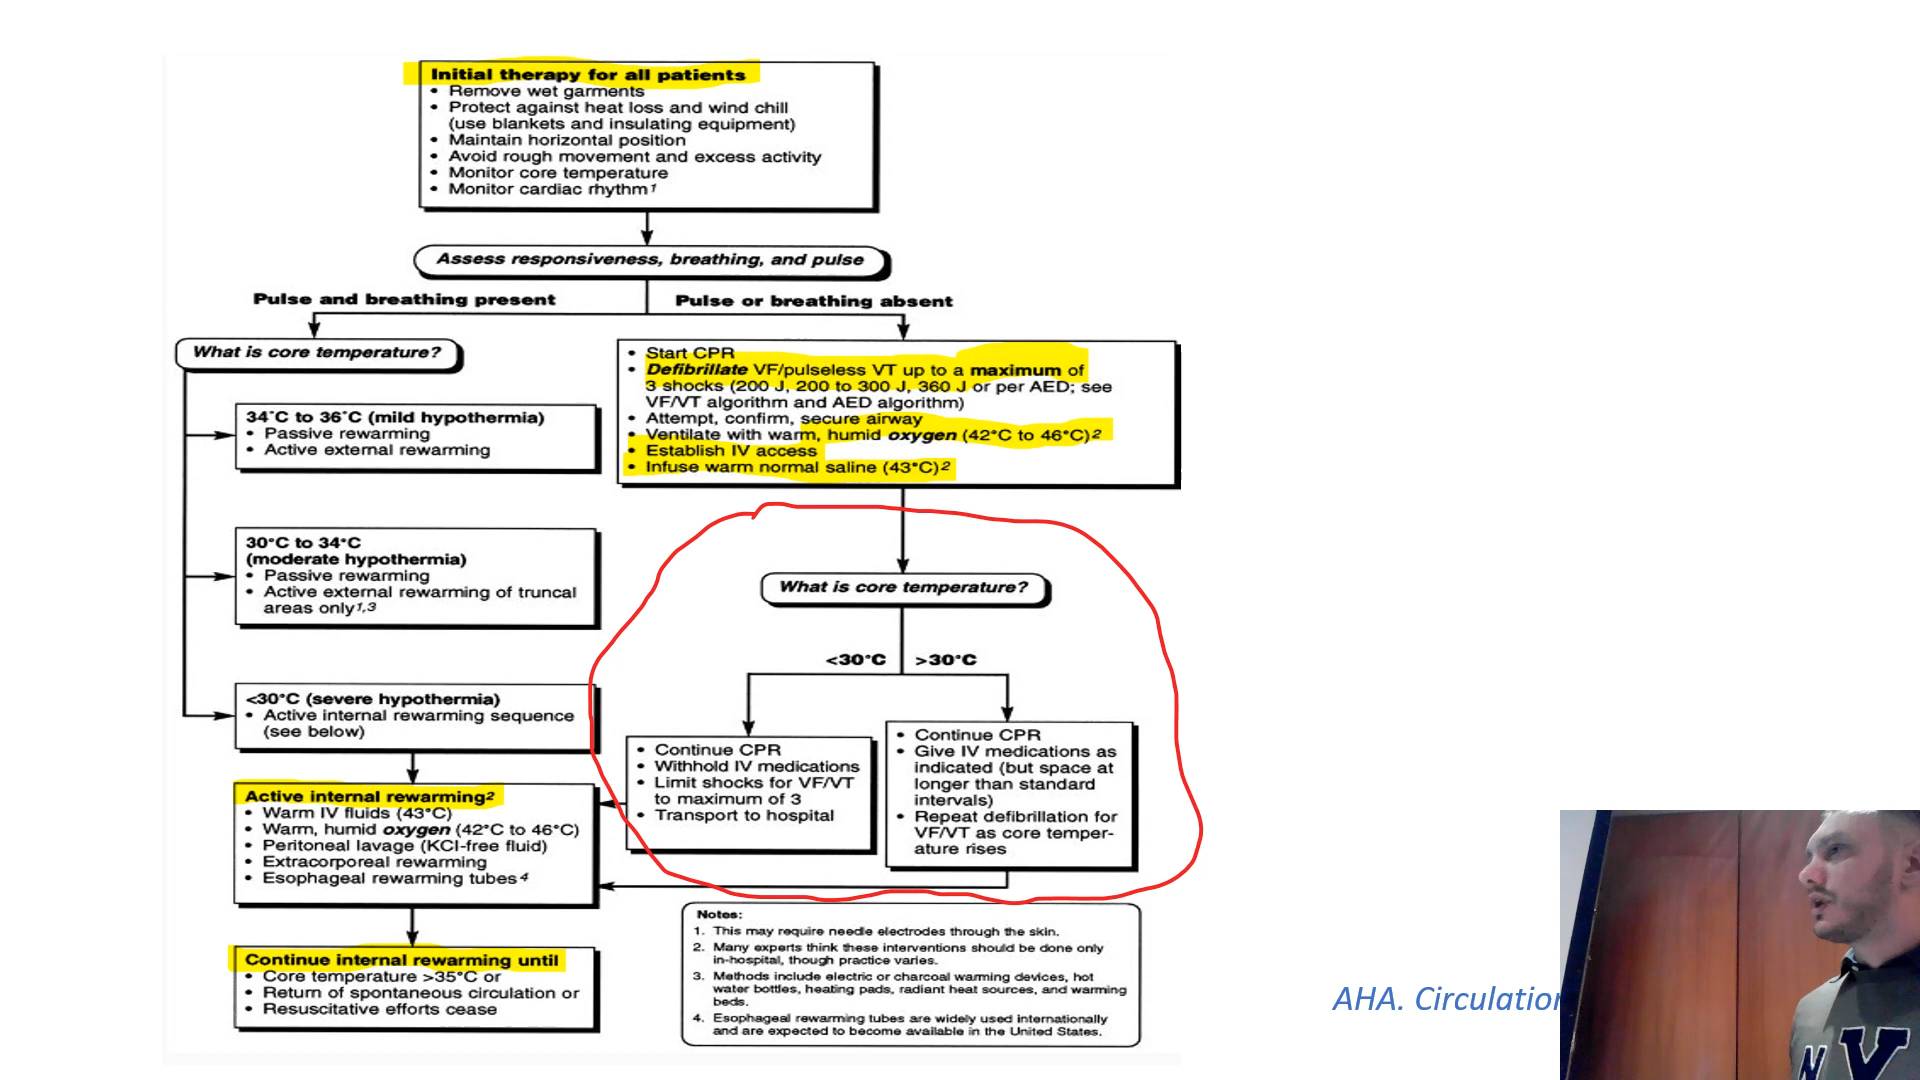 Initial therapy for all patients
• Remove wet garments
• Protect against heat loss and wind chill
(use blankets and insulating equipment)
• Maintain horizontal position
• Avoid rough movement and excess activity
• Monitor core temperature
• Monitor cardiac rhythm1
Assess responsiveness, breathing, and pulse
Pulse and breathing present
Pulse or breathing absent
What is core temperature?
34°C to 36°C (mild hypothermia)
• Passive rewarming
• Active external rewarming
30°C to 34°C
(moderate hypothermia)
• Passive rewarming
• Active external rewarming of truncal
areas only1,3
<30°C (severe hypothermia)
• Active internal rewarming sequence
(see below)
• Start CPR
• Defibrillate VF/pulseless VT up to a maximum of
3 shocks (200 J, 200 to 300 J, 360 J or per AED; see
VF/VT algorithm and AED algorithm)
• Attempt, confirm, secure airway
• Ventilate with warm, humid oxygen (42°C to 46°C)2
• Establish IV access
• Infuse warm normal saline (43°C)2
What is core temperature?
<30°C
>30°C
• Continue CPR
• Withhold IV medications
• Limit shocks for VF/VT
to maximum of 3
• Transport to hospital
• Continue CPR
• Give IV medications as
indicated (but space at
longer than standard
intervals)
• Repeat defibrillation for
VF/VT as core temper-
ature rises
Active internal rewarming2
• Warm IV fluids (43°C)
• Warm, humid oxygen (42°C to 46°C)
• Peritoneal lavage (KCl-free fluid)
• Extracorporeal rewarming
• Esophageal rewarming tubes4
Continue internal rewarming until
• Core temperature >35°C or
• Return of spontaneous circulation or
• Resuscitative efforts cease
Notes:
1. This may require needle electrodes through the skin.
2. Many experts think these interventions should be done only
in-hospital, though practice varies.
3. Methods include electric or charcoal warming devices, hot
water bottles, heating pads, radiant heat sources, and warming
beds.
4. Esophageal rewarming tubes are widely used internationally
and are expected to become available in the United States.
AHA. Circulation
NY